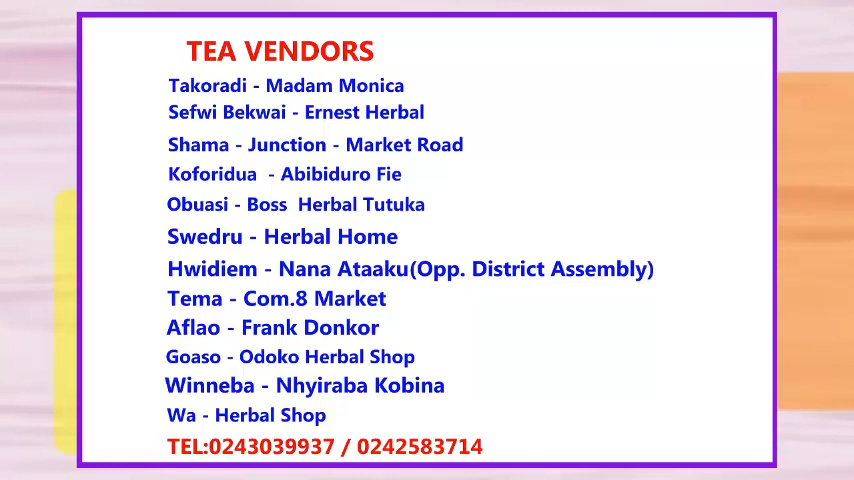 TEA VENDORS
Takoradi - Madam Monica
Sefwi Bekwai - Ernest Herbal
Shama - Junction - Market Road
Koforidua - Abibiduro Fie
Obuasi - Boss Herbal Tutuka
Swedru - Herbal Home
Hwidiem - Nana Ataaku(Opp. District Assembly)
Tema - Com.8 Market
Aflao - Frank Donkor
Goaso - Odoko Herbal Shop
Winneba - Nhyiraba Kobina
Wa - Herbal Shop
TEL:0243039937 / 0242583714